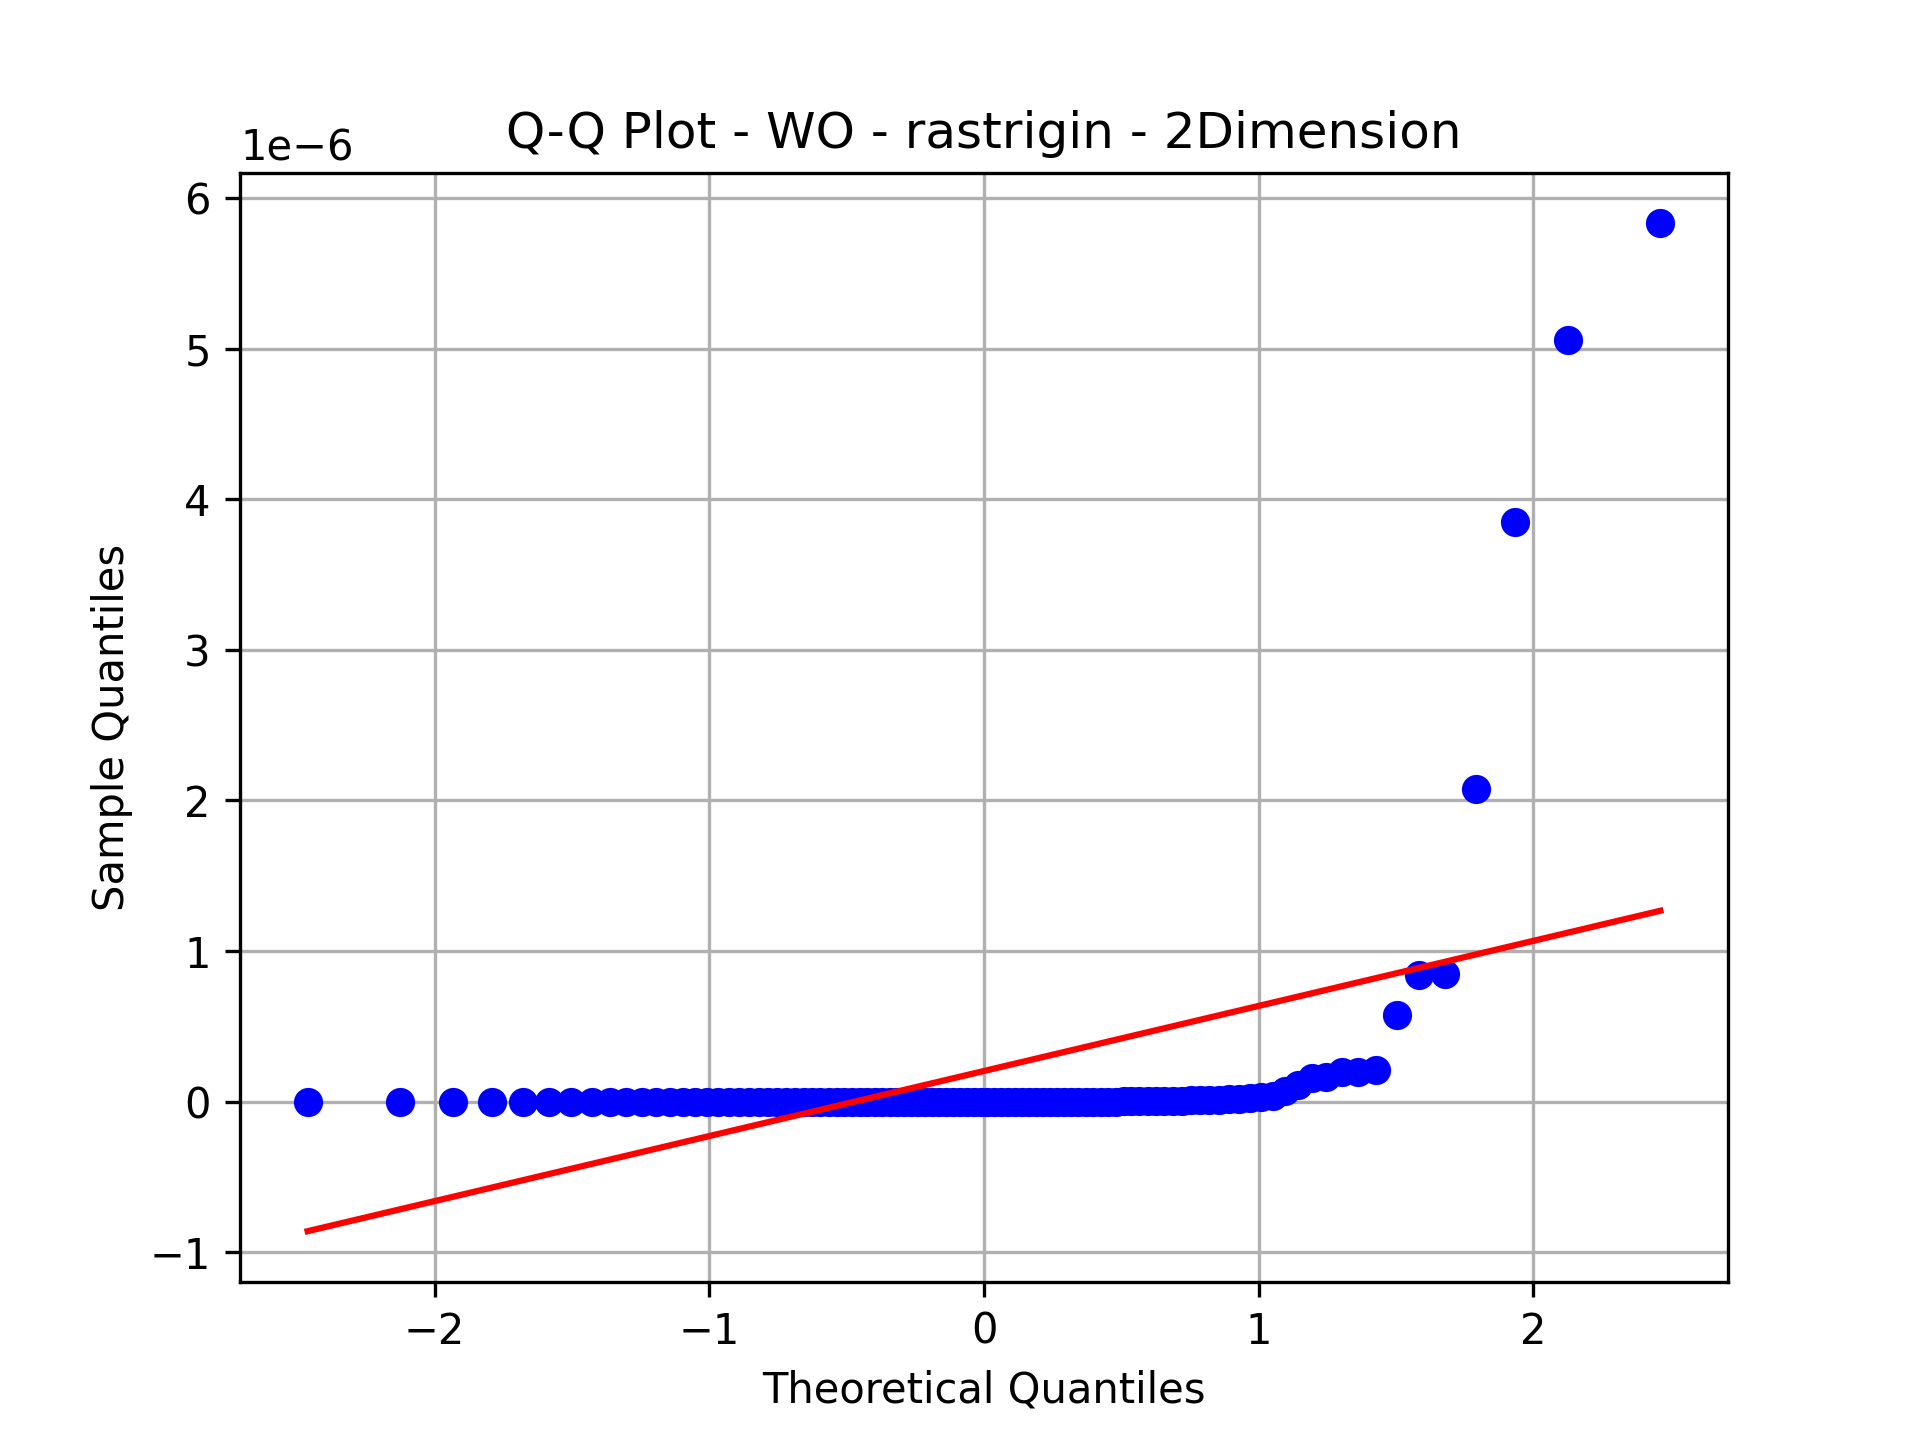 Q-Q Plot - WO - rastrigin - 2Dimension
1e−6
6
5
4
3
2
1
0
−1
Sample Quantiles
−2 −1 0 1 2
Theoretical Quantiles